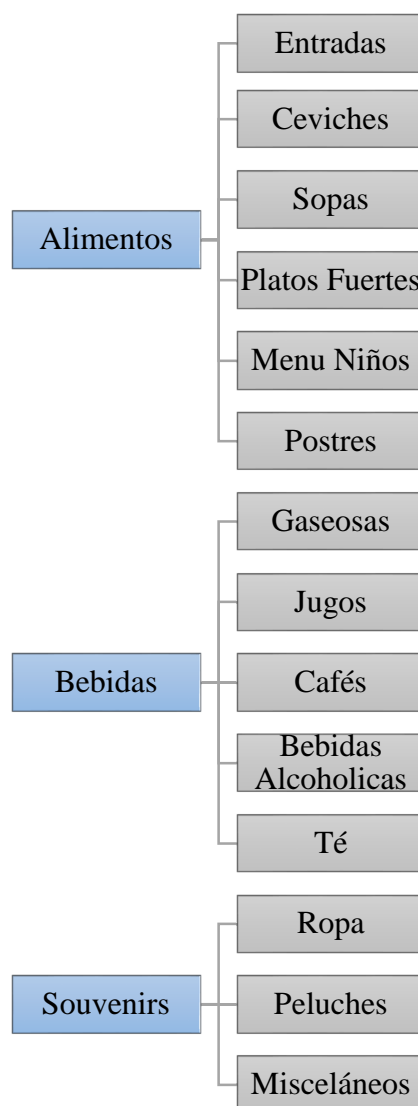 Alimentos
Entradas
Ceviches
Sopas
Platos Fuertes
Menu Niños
Postres
Bebidas
Gaseosas
Jugos
Cafés
Bebidas
Alcoholicas
Té
Souvenirs
Ropa
Peluches
Misceláneos